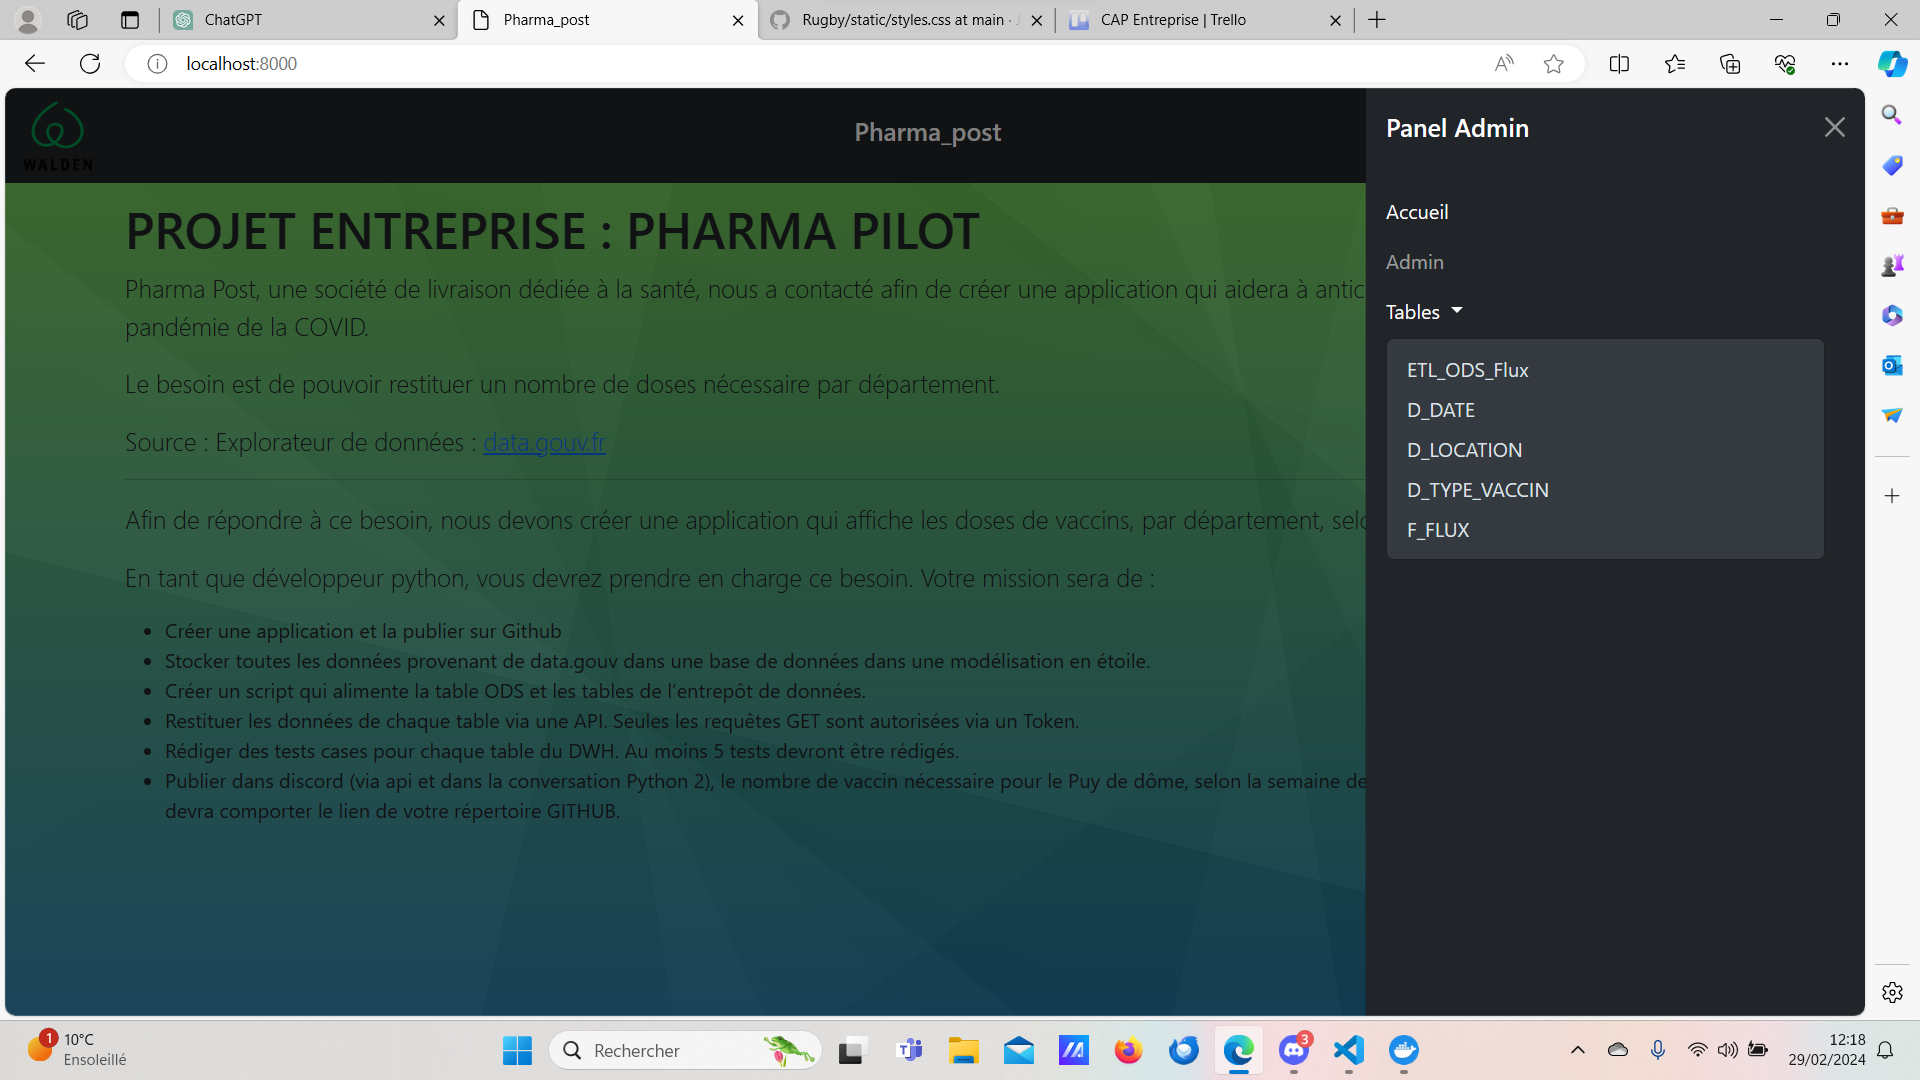 ChatGPT
Pharma_post
Rugby/static/styles.css at main ·
CAP Entreprise | Trello
localhost:8000
WALDEN
Pharma_post
PROJET ENTREPRISE : PHARMA PILOT
Pharma Post, une société de livraison dédiée à la santé, nous a contacté afin de créer une application qui aidera à antic
pandémie de la COVID.
Le besoin est de pouvoir restituer un nombre de doses nécessaire par département.
Source : Explorateur de données : data.gouv.fr
Afin de répondre à ce besoin, nous devons créer une application qui affiche les doses de vaccins, par département, selo
En tant que développeur python, vous devrez prendre en charge ce besoin. Votre mission sera de :
• Créer une application et la publier sur Github
• Stocker toutes les données provenant de data.gouv dans une base de données dans une modélisation en étoile.
• Créer un script qui alimente la table ODS et les tables de l'entrepôt de données.
• Restituer les données de chaque table via une API. Seules les requêtes GET sont autorisées via un Token.
• Rédiger des tests cases pour chaque table du DWH. Au moins 5 tests devront être rédigés.
• Publier dans discord (via api et dans la conversation Python 2), le nombre de vaccin nécessaire pour le Puy de dôme, selon la semaine de
devra comporter le lien de votre répertoire GITHUB.
Panel Admin
Accueil
Admin
Tables
ETL_ODS_Flux
D_DATE
D_LOCATION
D_TYPE_VACCIN
F_FLUX
1
10°C
Ensoleillé
Rechercher
3
12:18
29/02/2024